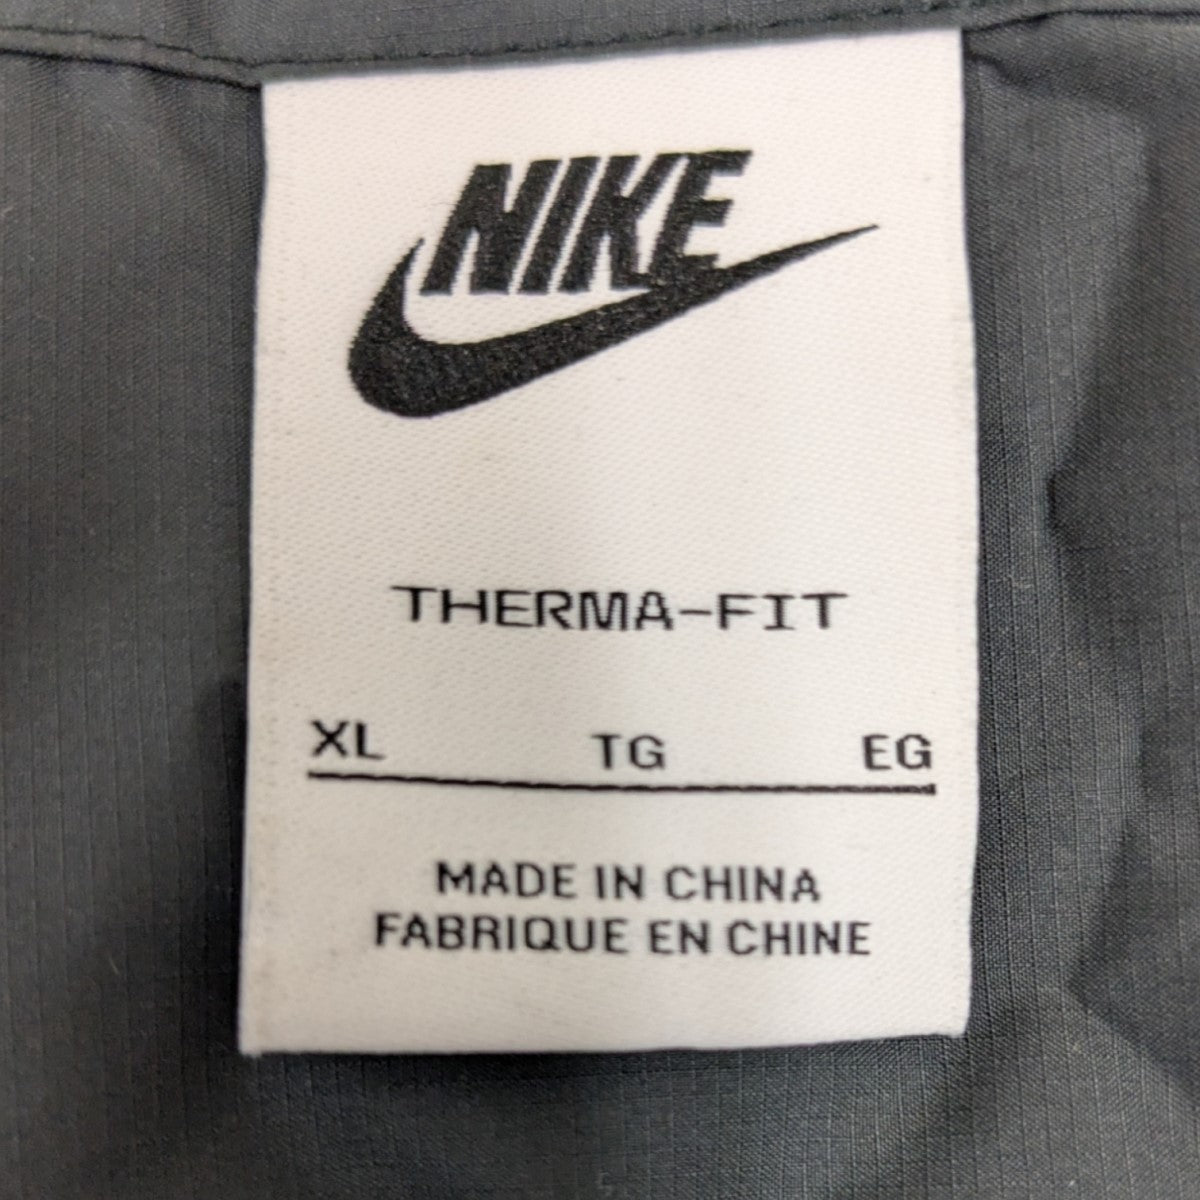 NIKE
THERMA-FIT
XL TG EG
MADE IN CHINA
FABRIQUE EN CHINE